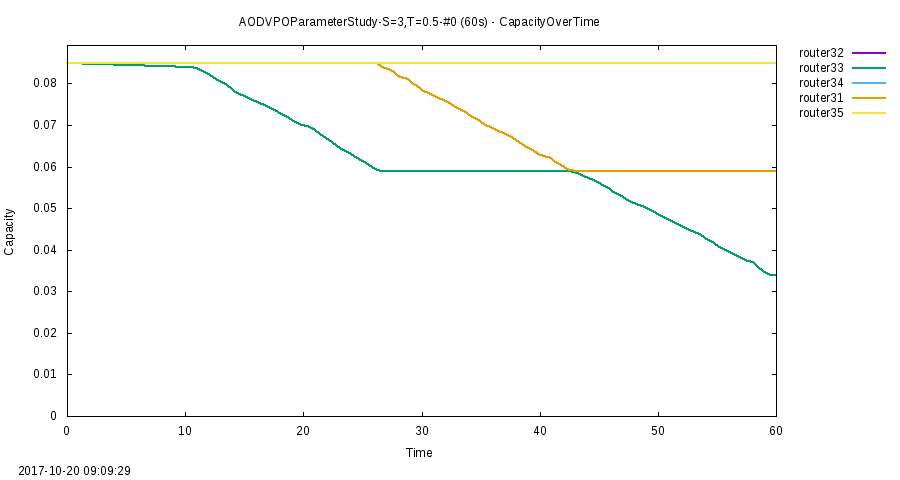 AODVPOParameterStudy-S=3,T=0.5-#0 (60s) - CapacityOverTime
router32
router33
router34
router31
router35
0.08
0.07
0.06
0.05
0.04
0.03
0.02
0.01
0
Capacity
0 10 20 30 40 50 60
Time
2017-10-20 09:09:29